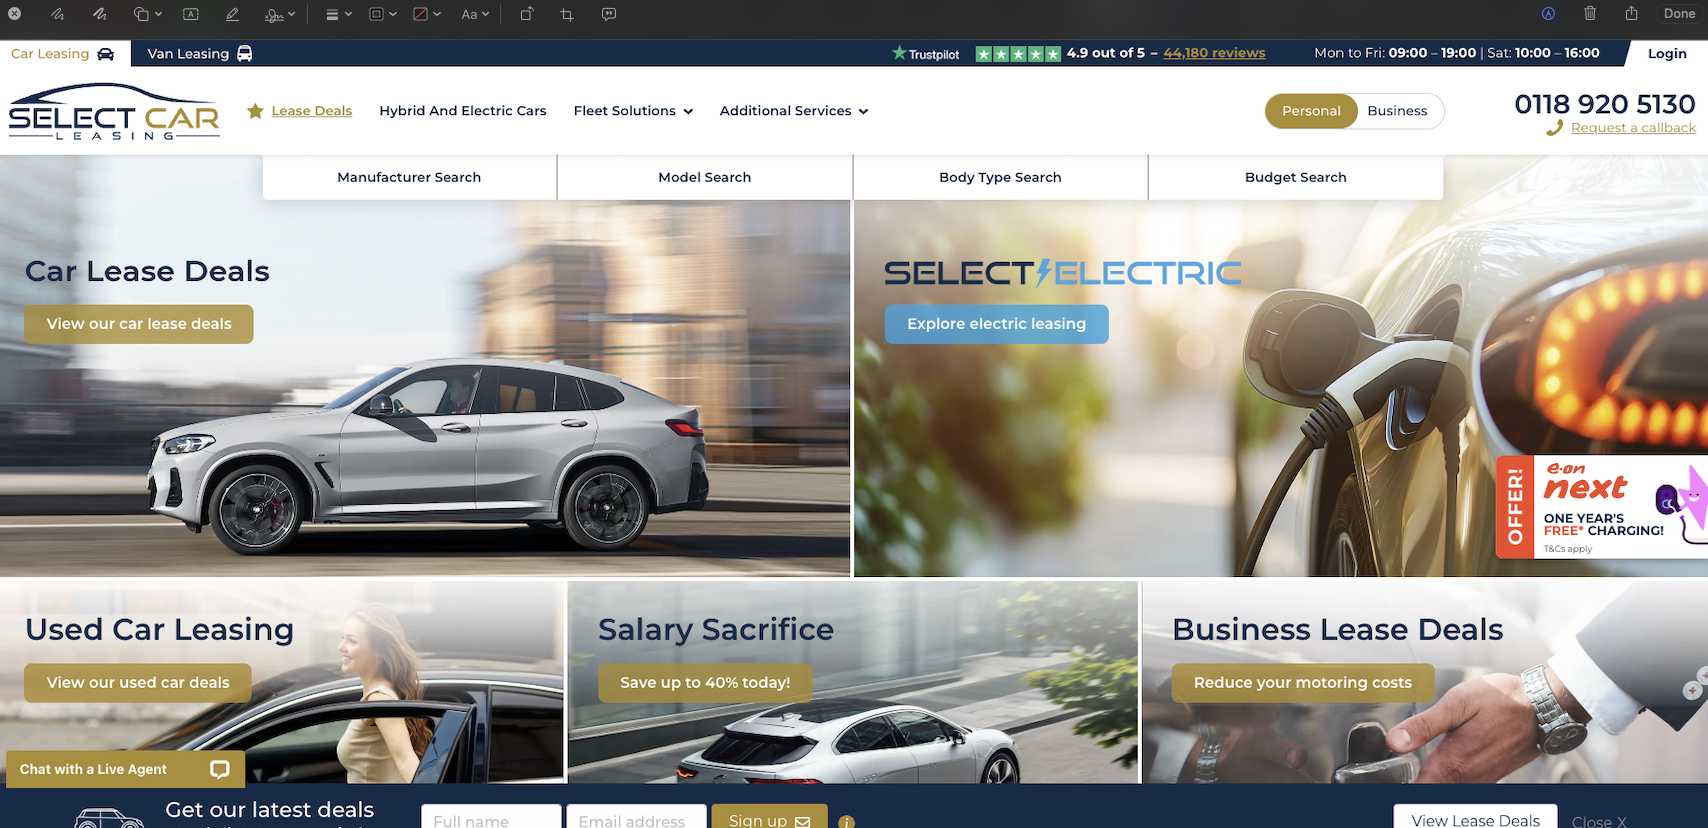 Aa
Done
Car Leasing
Van Leasing
Trustpilot
4.9 out of 5 – 44,180 reviews
Mon to Fri: 09:00 – 19:00 | Sat: 10:00 – 16:00
Login
SELECT CAR
LEASING
Lease Deals
Hybrid And Electric Cars
Fleet Solutions
Additional Services
Personal
Business
0118 920 5130
Request a callback
Manufacturer Search
Model Search
Body Type Search
Budget Search
Car Lease Deals
View our car lease deals
SELECT ELECTRIC
Explore electric leasing
OFFER!
e·on
next
ONE YEAR'S
FREE* CHARGING!
T&Cs apply
Used Car Leasing
View our used car deals
Salary Sacrifice
Save up to 40% today!
Business Lease Deals
Reduce your motoring costs
Chat with a Live Agent
Get our latest deals
Full name
Email address
Sign up
View Lease Deals
Close X